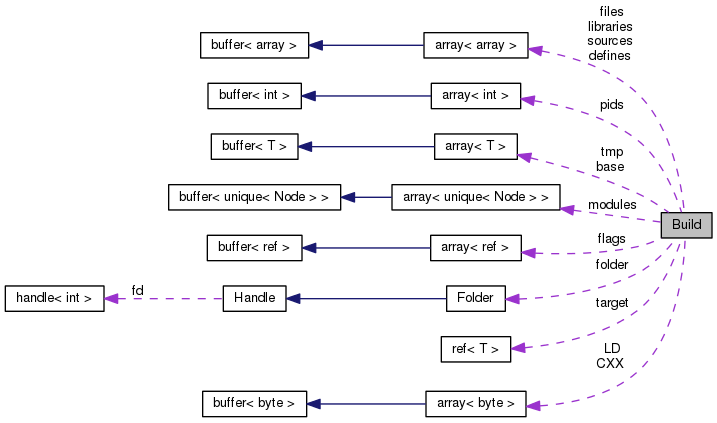 files
libraries
sources
defines
buffer< array >
array< array >
buffer< int >
array< int >
pids
buffer< T >
array< T >
tmp
base
buffer< unique< Node > >
array< unique< Node > >
modules
Build
buffer< ref >
array< ref >
flags
folder
handle< int >
fd
Handle
Folder
target
ref< T >
LD
CXX
buffer< byte >
array< byte >